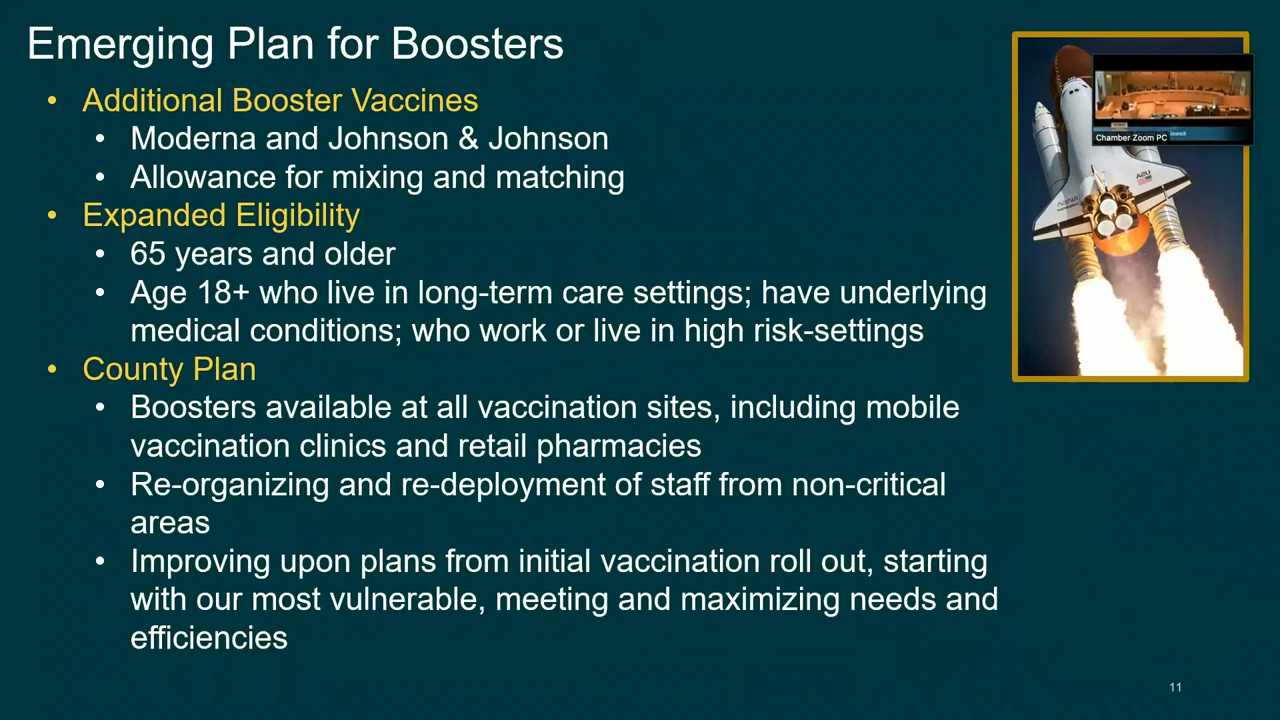 Emerging Plan for Boosters
• Additional Booster Vaccines
• Moderna and Johnson & Johnson
• Allowance for mixing and matching
• Expanded Eligibility
• 65 years and older
• Age 18+ who live in long-term care settings; have underlying
medical conditions; who work or live in high risk-settings
• County Plan
• Boosters available at all vaccination sites, including mobile
vaccination clinics and retail pharmacies
• Re-organizing and re-deployment of staff from non-critical
areas
• Improving upon plans from initial vaccination roll out, starting
with our most vulnerable, meeting and maximizing needs and
efficiencies
Chamber Zoom PC
11